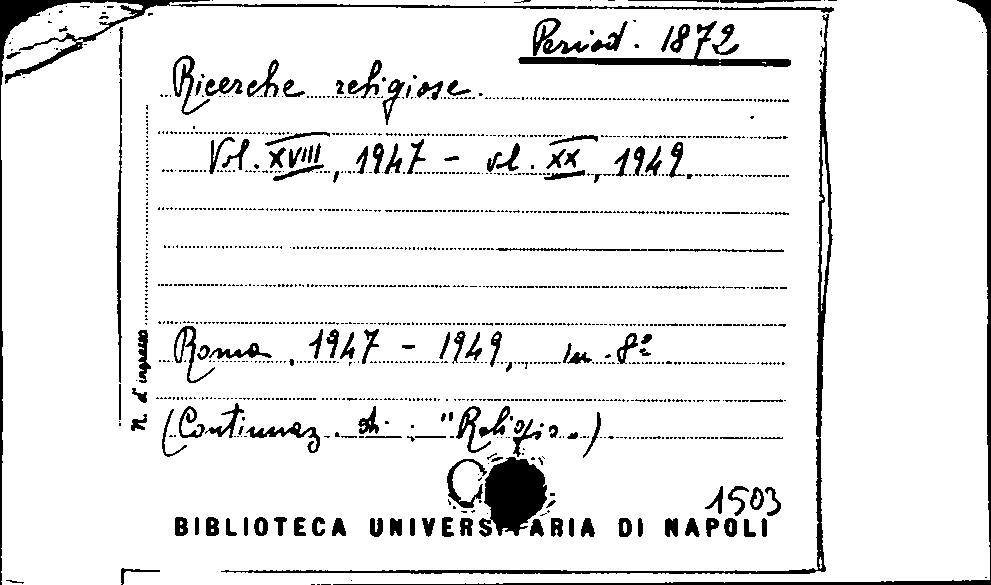 Period. 1872
Ricerche religiose.
Vol. XVIII, 1947 - vol. XX, 1949.
Roma, 1947 - 1949, in-8º
(Continuaz. di: "Religio„).
N. d'ingresso
1503
BIBLIOTECA UNIVERSITARIA DI NAPOLI